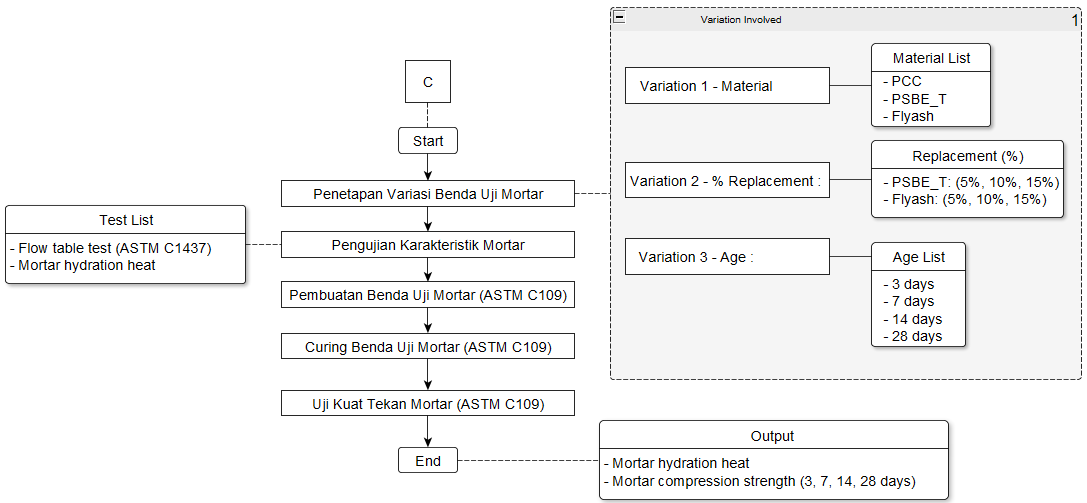 Variation Involved
1
C
Start
Penetapan Variasi Benda Uji Mortar
Pengujian Karakteristik Mortar
Pembuatan Benda Uji Mortar (ASTM C109)
Curing Benda Uji Mortar (ASTM C109)
Uji Kuat Tekan Mortar (ASTM C109)
End
Test List
- Flow table test (ASTM C1437)
- Mortar hydration heat
Variation 1 - Material
Material List
- PCC
- PSBE_T
- Flyash
Variation 2 - % Replacement :
Replacement (%)
- PSBE_T: (5%, 10%, 15%)
- Flyash: (5%, 10%, 15%)
Variation 3 - Age :
Age List
- 3 days
- 7 days
- 14 days
- 28 days
Output
- Mortar hydration heat
- Mortar compression strength (3, 7, 14, 28 days)